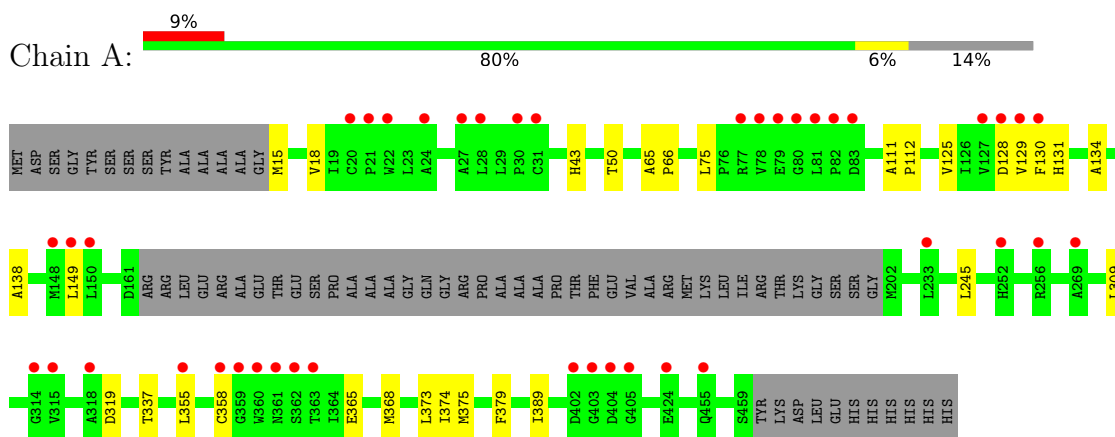 9%
Chain A:
80% 6% 14%
MET ASP SER GLY TYR SER SER SER TYR ALA ALA ALA ALA ALA GLY M15 V18 I19 C20 P21 W22 L23 A24 A27 L28 L29 P30 C31 H43 T50 A65 P66 L75 P76 R77 V78 E79 G80 L81 P82 D83 A111 P112 V125 I126 V127 D128 V129 F130 H131 A134
A138 M148 L149 L150 D161 ARG ARG LEU GLU ARG ALA GLU THR GLU SER PRO ALA ALA ALA GLY GLN GLY ARG PRO ALA ALA ALA ALA PRO THR PHE GLU VAL ALA ARG MET LYS LEU ILE ARG THR LYS GLY SER SER GLY M202 L233 L245 H252 R256 A269 L309
G314 V315 A318 D319 T337 L355 C358 G359 W360 N361 S362 T363 I364 E365 M368 L373 I374 M375 F379 I389 D402 G403 D404 G405 E424 Q455 S459 TYR LYS ASP LEU GLU HIS HIS HIS HIS HIS HIS